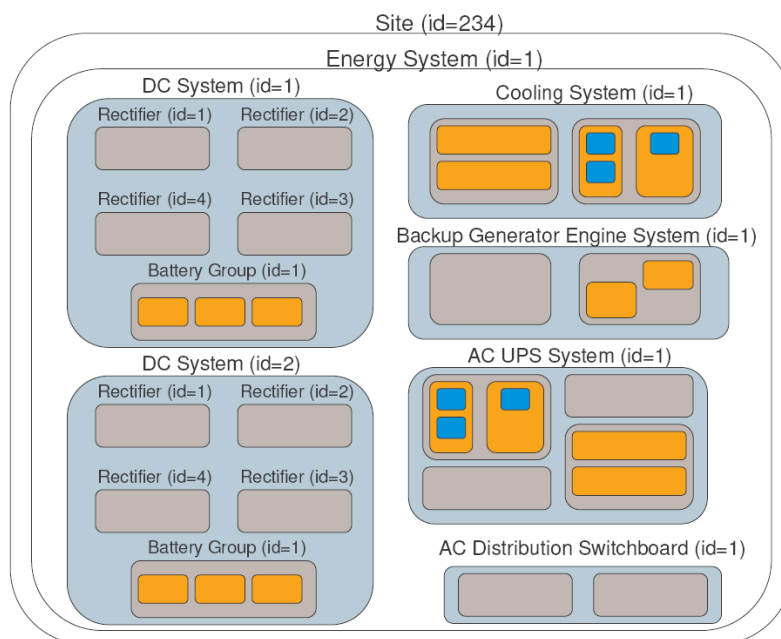 Site (id=234)
Energy System (id=1)
DC System (id=1)
Rectifier (id=1)
Rectifier (id=2)
Rectifier (id=4)
Rectifier (id=3)
Battery Group (id=1)
DC System (id=2)
Rectifier (id=1)
Rectifier (id=2)
Rectifier (id=4)
Rectifier (id=3)
Battery Group (id=1)
Cooling System (id=1)
Backup Generator Engine System (id=1)
AC UPS System (id=1)
AC Distribution Switchboard (id=1)